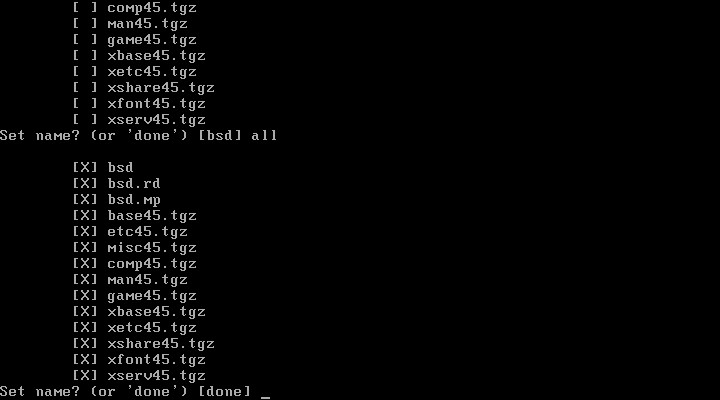 [ ] comp45.tgz
[ ] man45.tgz
[ ] game45.tgz
[ ] xbase45.tgz
[ ] xetc45.tgz
[ ] xshare45.tgz
[ ] xfont45.tgz
[ ] xserv45.tgz
Set name? (or 'done') [bsd] all
[X] bsd
[X] bsd.rd
[X] bsd.mp
[X] base45.tgz
[X] etc45.tgz
[X] misc45.tgz
[X] comp45.tgz
[X] man45.tgz
[X] game45.tgz
[X] xbase45.tgz
[X] xetc45.tgz
[X] xshare45.tgz
[X] xfont45.tgz
[X] xserv45.tgz
Set name? (or 'done') [done] _